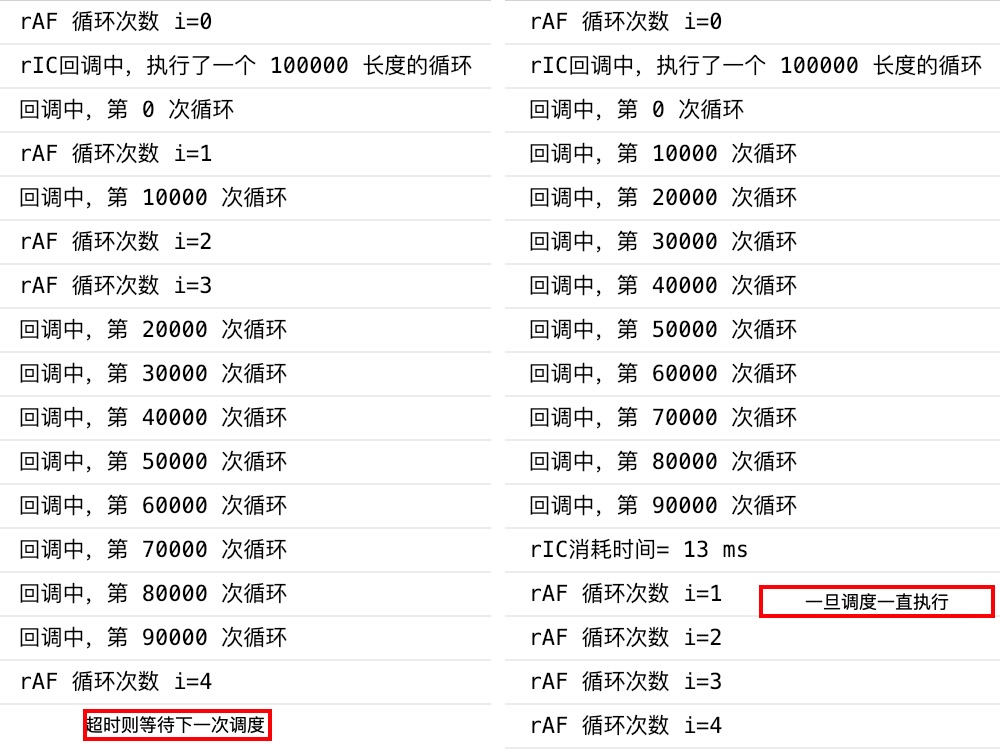 rAF 循环次数 i=0
rIC回调中，执行了一个 100000 长度的循环
回调中，第 0 次循环
rAF 循环次数 i=1
回调中，第 10000 次循环
rAF 循环次数 i=2
rAF 循环次数 i=3
回调中，第 20000 次循环
回调中，第 30000 次循环
回调中，第 40000 次循环
回调中，第 50000 次循环
回调中，第 60000 次循环
回调中，第 70000 次循环
回调中，第 80000 次循环
回调中，第 90000 次循环
rAF 循环次数 i=4
超时则等待下一次调度
rAF 循环次数 i=0
rIC回调中，执行了一个 100000 长度的循环
回调中，第 0 次循环
回调中，第 10000 次循环
回调中，第 20000 次循环
回调中，第 30000 次循环
回调中，第 40000 次循环
回调中，第 50000 次循环
回调中，第 60000 次循环
回调中，第 70000 次循环
回调中，第 80000 次循环
回调中，第 90000 次循环
rIC消耗时间= 13 ms
rAF 循环次数 i=1
一旦调度一直执行
rAF 循环次数 i=2
rAF 循环次数 i=3
rAF 循环次数 i=4